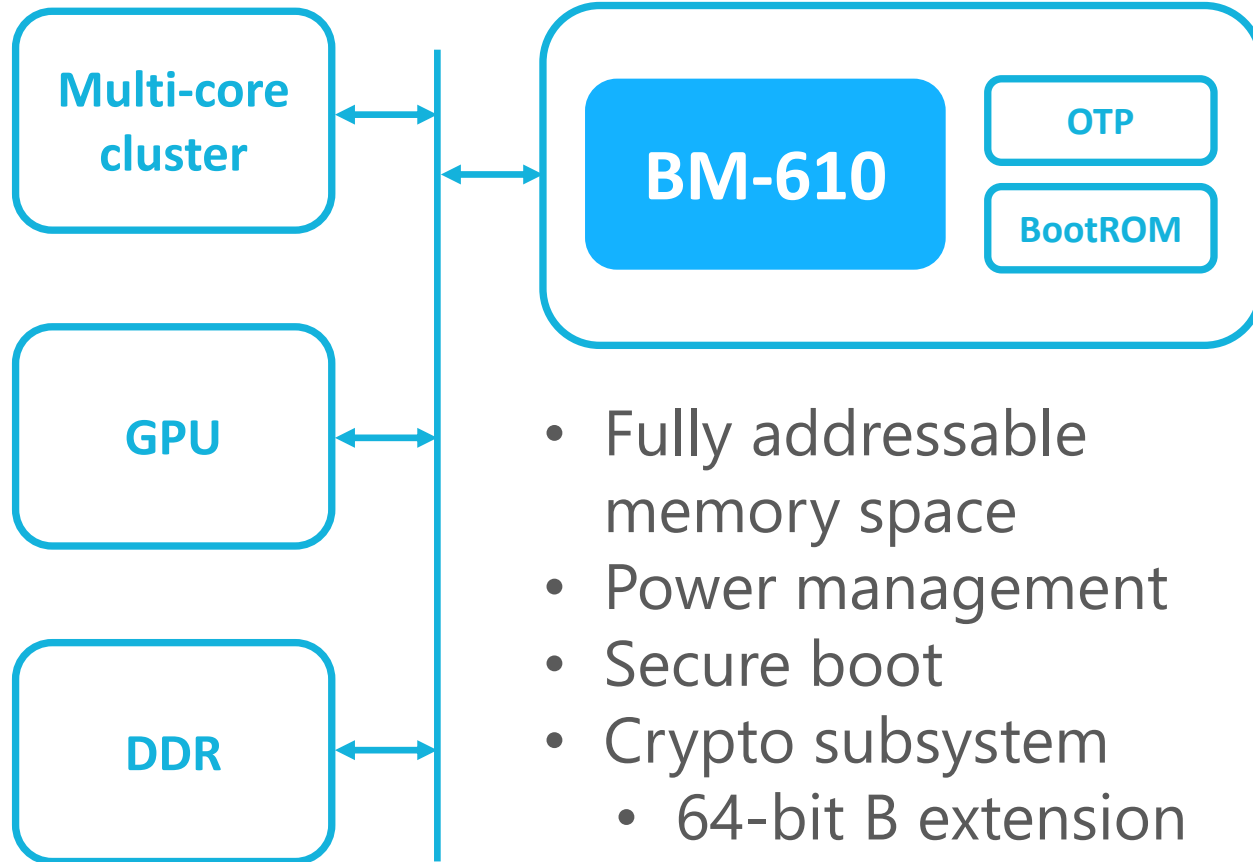 Multi-core
cluster
BM-610
OTP
BootROM
GPU
DDR
• Fully addressable
memory space
• Power management
• Secure boot
• Crypto subsystem
• 64-bit B extension